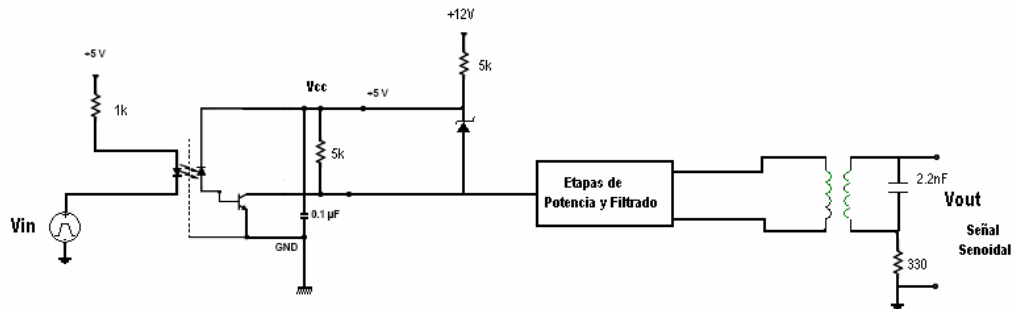 +12V
+5 V
5k
Vcc
+5 V
1k
5k
Etapas de
Potencia y Filtrado
2.2nF
Vout
Señal
Senoidal
Vin
0.1 µF
GND
330